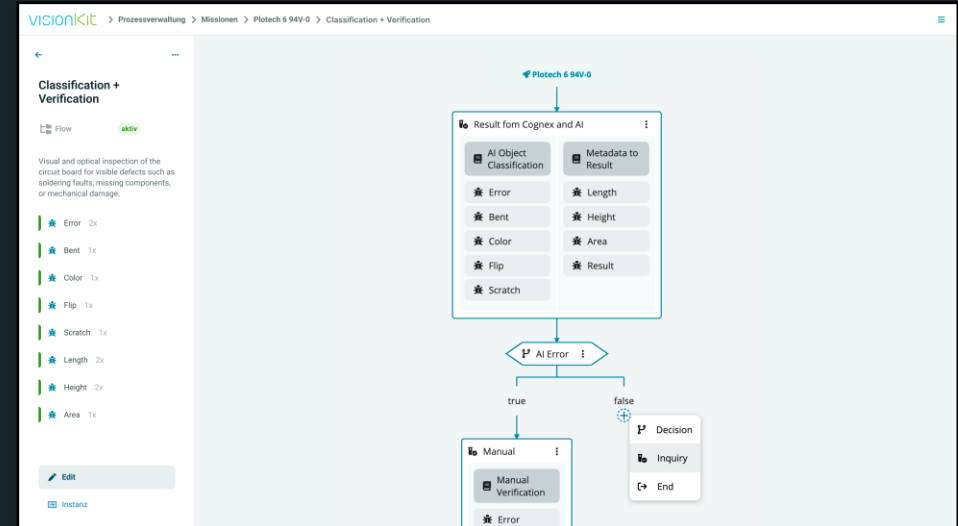 VISIONKIT > Prozessverwaltung > Missionen > Plotech 6 94V-0 > Classification + Verification
Classification +
Verification
Flow aktiv
Visual and optical inspection of the
circuit board for visible defects such as
soldering faults, missing components,
or mechanical damage.
Error 2x
Bent 1x
Color 1x
Flip 1x
Scratch 1x
Length 2x
Height 2x
Area 1x
Edit
Instanz
Plotech 6 94V-0
Result fom Cognex and AI
AI Object
Classification
Error
Bent
Color
Flip
Scratch
Metadata to
Result
Length
Height
Area
Result
AI Error
true
false
Decision
Inquiry
End
Manual
Manual
Verification
Error